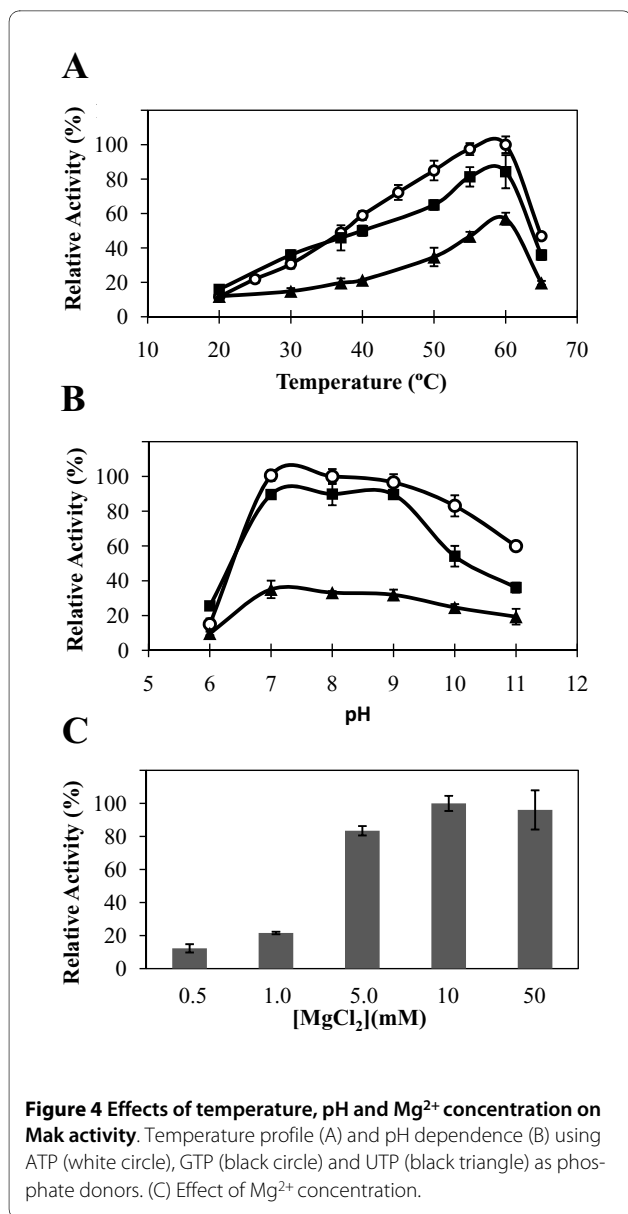 A
Relative Activity (%)
100
80
60
40
20
0
10 20 30 40 50 60 70
Temperature (ºC)
B
Relative Activity (%)
100
80
60
40
20
0
5 6 7 8 9 10 11 12
pH
C
Relative Activity (%)
100
80
60
40
20
0
0.5 1.0 5.0 10 50
[MgCl₂](mM)
Figure 4 Effects of temperature, pH and Mg²⁺ concentration on
Mak activity. Temperature profile (A) and pH dependence (B) using
ATP (white circle), GTP (black circle) and UTP (black triangle) as phos-
phate donors. (C) Effect of Mg²⁺ concentration.